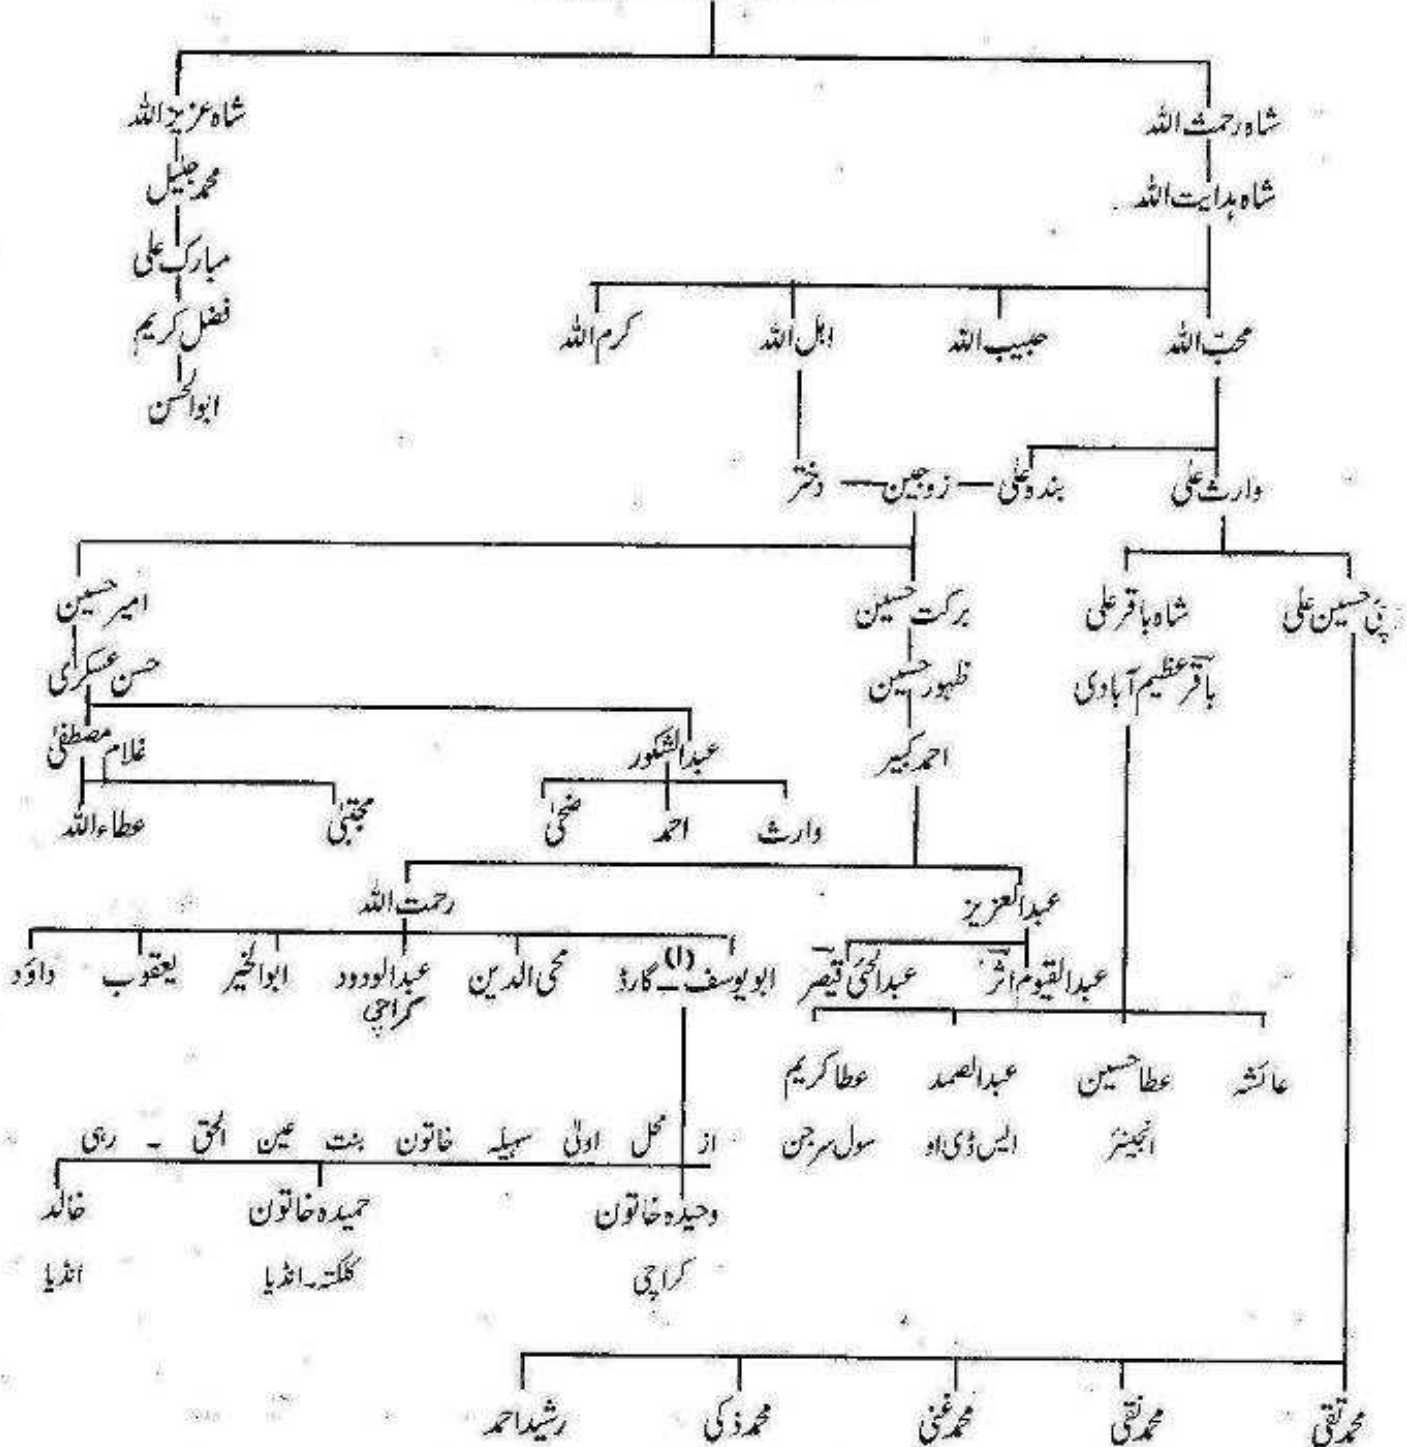 شاہ رحمت اللہ
شاہ عزیز اللہ
شاہ ہدایت اللہ
محمد جلیل
مبارک علی
محب اللہ
حبیب اللہ
اہل اللہ
کرم اللہ
فضل کریم
ابوالحسن
وارث علی
بندہ علی — زوجین — دختر
حسین علی
شاہ باقر علی
برکت حسین
امیر حسین
باقر عظیم آبادی
ظہور حسین
حسن عسکری
احمد کبیر
عبدالشکور
غلام مصطفیٰ
وارث
احمد
ضحیٰ
مجتبیٰ
عطاء اللہ
عبدالعزیز
رحمت اللہ
عبدالقیوم اثر
عبدالحئی قیصر
ابو یوسف (۱) گارڈ
محی الدین
عبدالودود
ابوالخیر
یعقوب
داؤد
کراچی
عائشہ
عطا حسین
عبدالصمد
عطا کریم
انجینئر
ایس ڈی او
سول سرجن
از محل اولیٰ سہیلہ خاتون بنت عین الحق ۔ رہی
وحیدہ خاتون
حمیدہ خاتون
خالد
کراچی
کلکتہ۔انڈیا
انڈیا
محمد تقی
محمد نقی
محمد غنی
محمد ذکی
رشید احمد